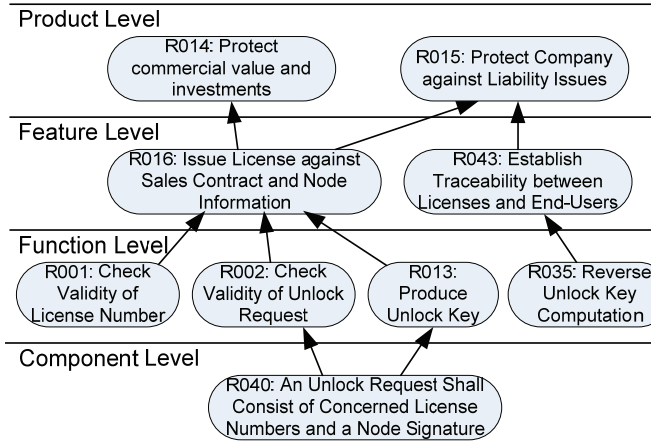 Product Level
R014: Protect
commercial value and
investments
R015: Protect Company
against Liability Issues
Feature Level
R016: Issue License against
Sales Contract and Node
Information
R043: Establish
Traceability between
Licenses and End-Users
Function Level
R001: Check
Validity of
License Number
R002: Check
Validity of Unlock
Request
R013:
Produce
Unlock Key
R035: Reverse
Unlock Key
Computation
Component Level
R040: An Unlock Request Shall
Consist of Concerned License
Numbers and a Node Signature